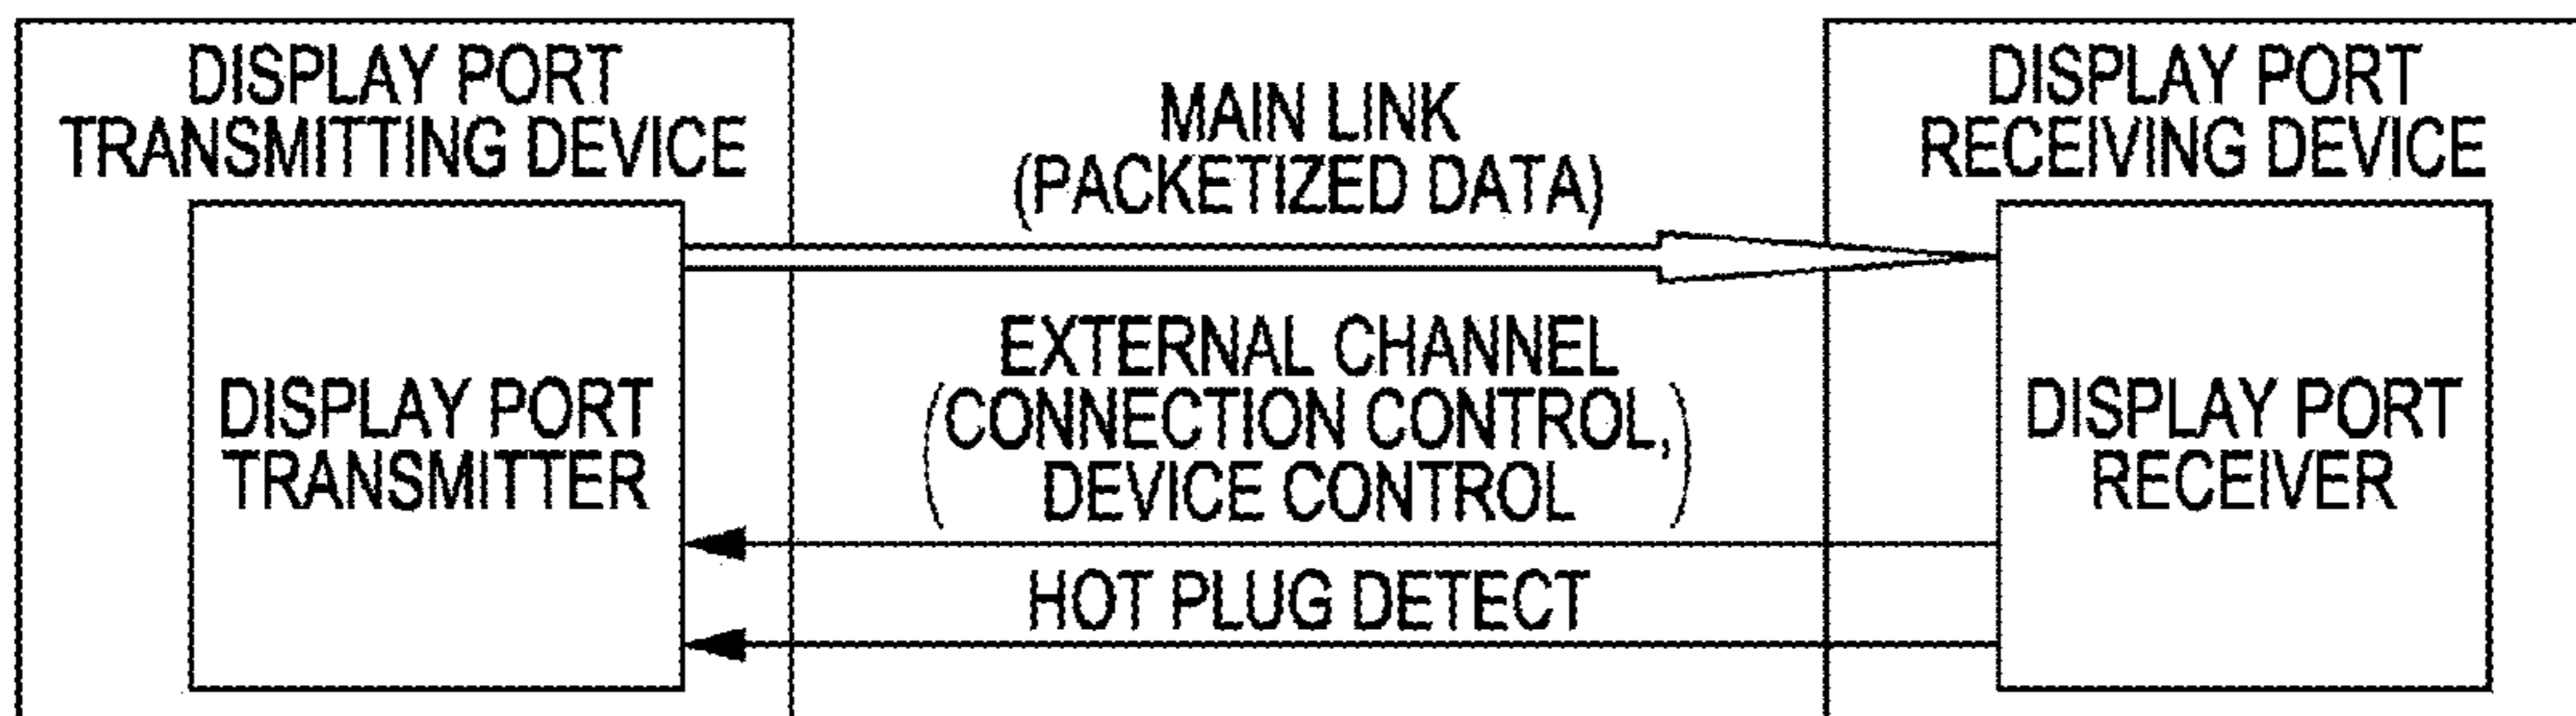 DISPLAY PORT
TRANSMITTING DEVICE
DISPLAY PORT
TRANSMITTER
MAIN LINK
(PACKETIZED DATA)
EXTERNAL CHANNEL
(CONNECTION CONTROL,
DEVICE CONTROL)
HOT PLUG DETECT
DISPLAY PORT
RECEIVING DEVICE
DISPLAY PORT
RECEIVER